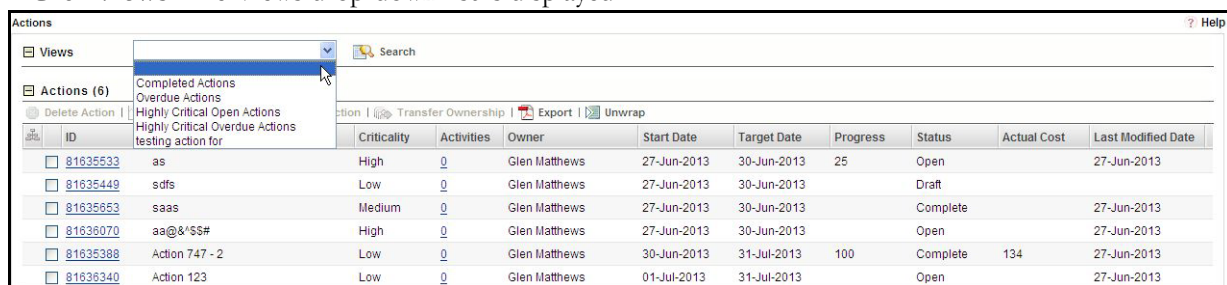 Actions ? Help
Views Search
Completed Actions
Actions (6)
Overdue Actions
Delete Action | Highly Critical Open Actions | Transfer Ownership | Export | Unwrap
Highly Critical Overdue Actions
testing action for
ID Criticality Activities Owner Start Date Target Date Progress Status Actual Cost Last Modified Date
81635533 as High 0 Glen Matthews 27-Jun-2013 30-Jun-2013 25 Open 27-Jun-2013
81635449 sdfs Low 0 Glen Matthews 27-Jun-2013 30-Jun-2013 Draft
81635653 saas Medium 0 Glen Matthews 27-Jun-2013 30-Jun-2013 Complete 27-Jun-2013
81636070 aa@&^$$# High 0 Glen Matthews 27-Jun-2013 30-Jun-2013 Open 27-Jun-2013
81635388 Action 747 - 2 Low 0 Glen Matthews 30-Jun-2013 31-Jul-2013 100 Complete 134 27-Jun-2013
81636340 Action 123 Low 0 Glen Matthews 01-Jul-2013 31-Jul-2013 Open 27-Jun-2013